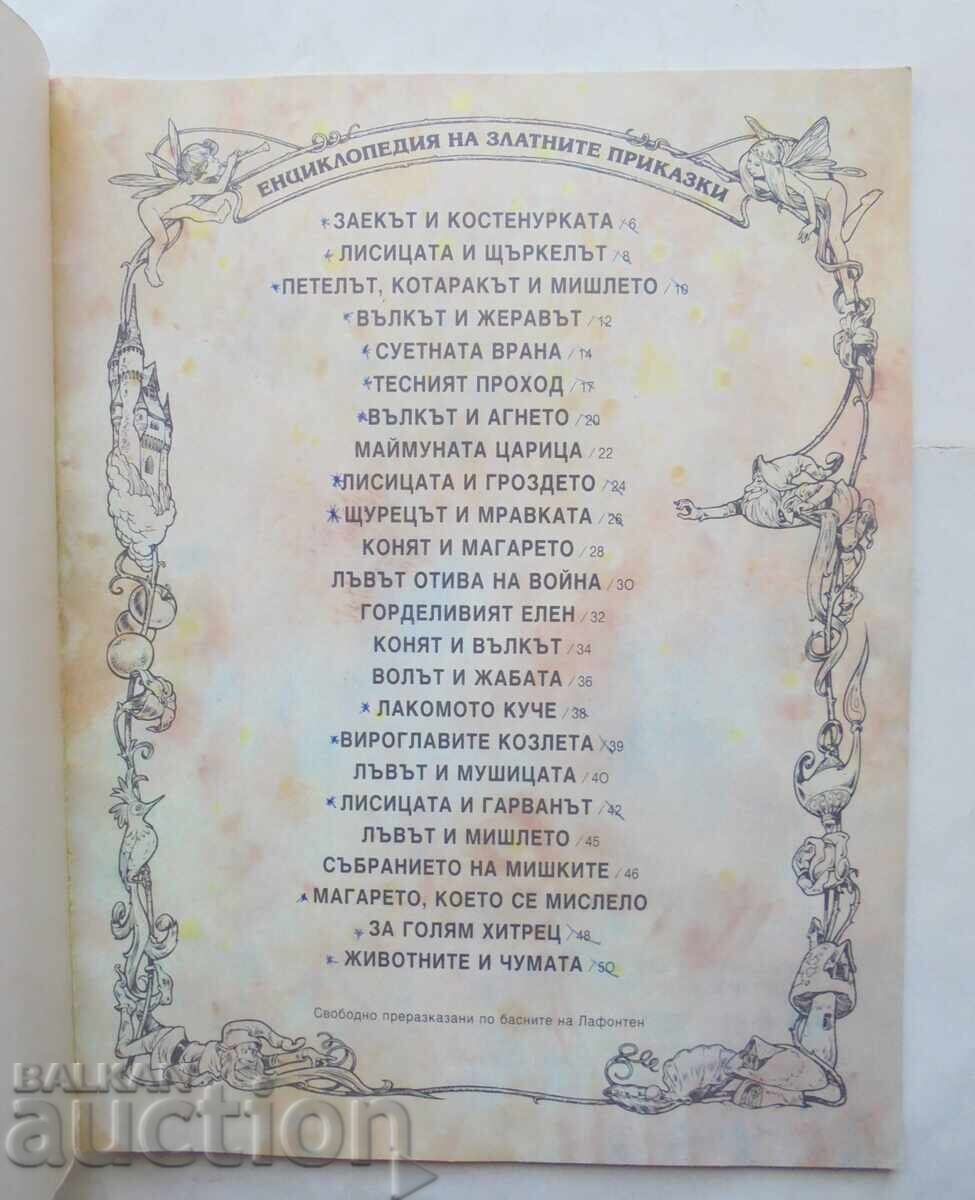 ЕНЦИКЛОПЕДИЯ НА ЗЛАТНИТЕ ПРИКАЗКИ
ЗАЕКЪТ И КОСТЕНУРКАТА /6
ЛИСИЦАТА И ЩЪРКЕЛЪТ /8
ПЕТЕЛЪТ, КОТАРАКЪТ И МИШЛЕТО /10
ВЪЛКЪТ И ЖЕРАВЪТ /12
СУЕТНАТА ВРАНА /14
ТЕСНИЯТ ПРОХОД /17
ВЪЛКЪТ И АГНЕТО /20
МАЙМУНАТА ЦАРИЦА /22
ЛИСИЦАТА И ГРОЗДЕТО /24
ЩУРЕЦЪТ И МРАВКАТА /26
КОНЯТ И МАГАРЕТО /28
ЛЪВЪТ ОТИВА НА ВОЙНА /30
ГОРДЕЛИВИЯТ ЕЛЕН /32
КОНЯТ И ВЪЛКЪТ /34
ВОЛЪТ И ЖАБАТА /36
ЛАКОМОТО КУЧЕ /38
ВИРОГЛАВИТЕ КОЗЛЕТА /39
ЛЪВЪТ И МУШИЦАТА /40
ЛИСИЦАТА И ГАРВАНЪТ /42
ЛЪВЪТ И МИШЛЕТО /45
СЪБРАНИЕТО НА МИШКИТЕ /46
МАГАРЕТО, КОЕТО СЕ МИСЛЕЛО
ЗА ГОЛЯМ ХИТРЕЦ /48
ЖИВОТНИТЕ И ЧУМАТА /50
Свободно преразказани по басните на Лафонтен
BALKAN
auction